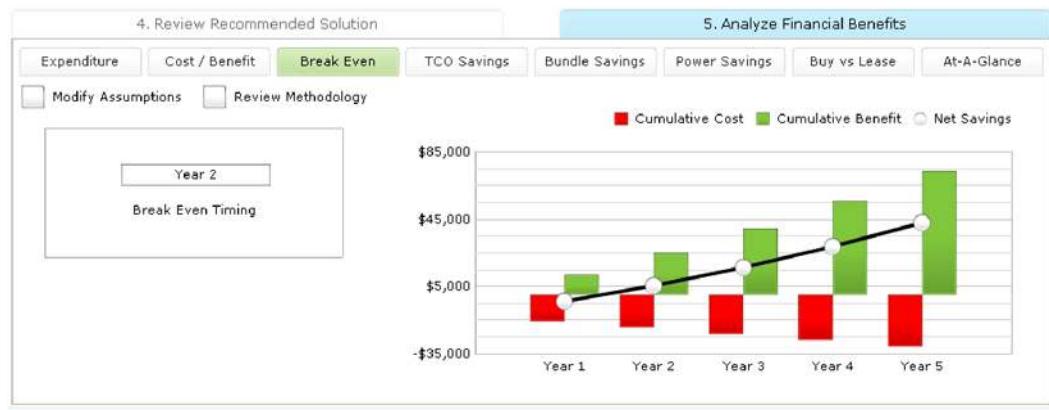 4. Review Recommended Solution
5. Analyze Financial Benefits
Expenditure
Cost / Benefit
Break Even
TCO Savings
Bundle Savings
Power Savings
Buy vs Lease
At-A-Glance
Modify Assumptions
Review Methodology
Year 2
Break Even Timing
Cumulative Cost
Cumulative Benefit
Net Savings
$85,000
$45,000
$5,000
-$35,000
Year 1
Year 2
Year 3
Year 4
Year 5